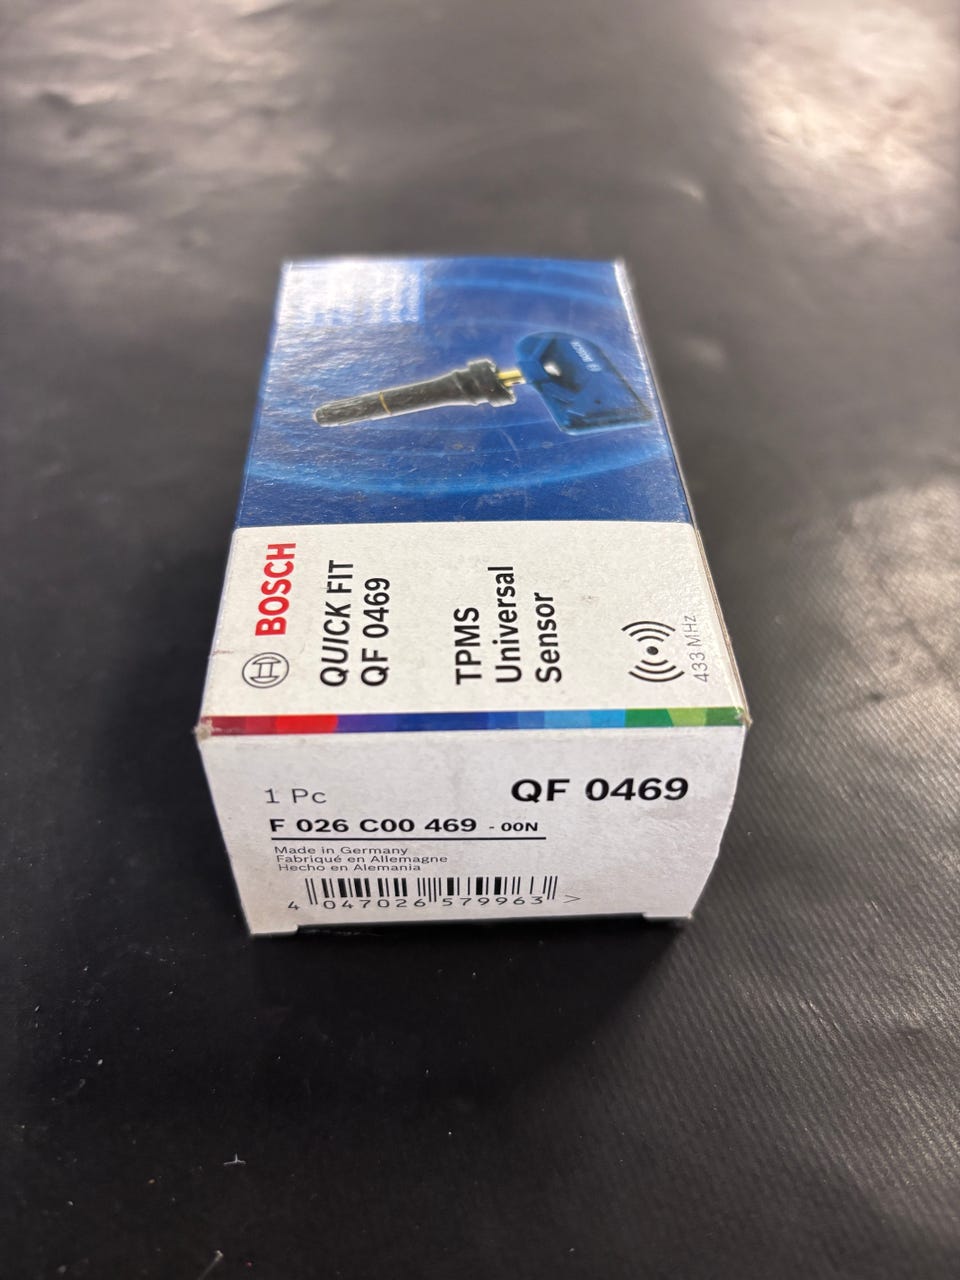 BOSCH
QUICK FIT
QF 0469
TPMS
Universal
Sensor
433 MHz
BOSCH
1 Pc
QF 0469
F 026 C00 469 - 00N
Made in Germany
Fabriqué en Allemagne
Hecho en Alemania
4 047026 579963 >